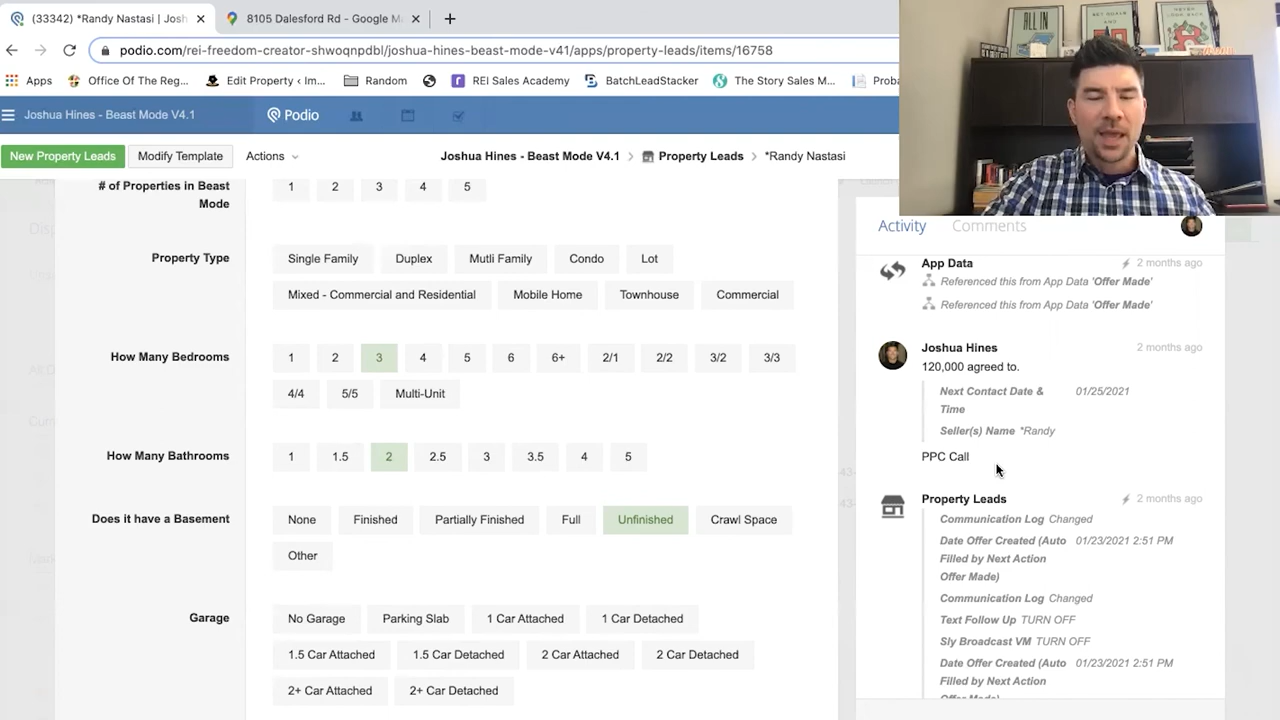 (33342) *Randy Nastasi | Josh
8105 Dalesford Rd - Google Ma
podio.com/rei-freedom-creator-shwoqnpdbl/joshua-hines-beast-mode-v41/apps/property-leads/items/16758
Apps
Office Of The Reg...
Edit Property ‹ Im...
Random
REI Sales Academy
BatchLeadStacker
The Story Sales M...
Proba
Joshua Hines - Beast Mode V4.1
Podio
New Property Leads
Modify Template
Actions
Joshua Hines - Beast Mode V4.1
Property Leads
*Randy Nastasi
ALL IN
NEVER
# of Properties in Beast
Mode
1 2 3 4 5
Property Type
Single Family Duplex Mutli Family Condo Lot
Mixed - Commercial and Residential Mobile Home Townhouse Commercial
How Many Bedrooms
1 2 3 4 5 6 6+ 2/1 2/2 3/2 3/3
4/4 5/5 Multi-Unit
How Many Bathrooms
1 1.5 2 2.5 3 3.5 4 5
Does it have a Basement
None Finished Partially Finished Full Unfinished Crawl Space
Other
Garage
No Garage Parking Slab 1 Car Attached 1 Car Detached
1.5 Car Attached 1.5 Car Detached 2 Car Attached 2 Car Detached
2+ Car Attached 2+ Car Detached
Activity Comments
App Data 2 months ago
Referenced this from App Data 'Offer Made'
Referenced this from App Data 'Offer Made'
Joshua Hines 2 months ago
120,000 agreed to.
Next Contact Date & 01/25/2021
Time
Seller(s) Name *Randy
PPC Call
Property Leads 2 months ago
Communication Log Changed
Date Offer Created (Auto 01/23/2021 2:51 PM
Filled by Next Action
Offer Made)
Communication Log Changed
Text Follow Up TURN OFF
Sly Broadcast VM TURN OFF
Date Offer Created (Auto 01/23/2021 2:51 PM
Filled by Next Action
Offer Made)